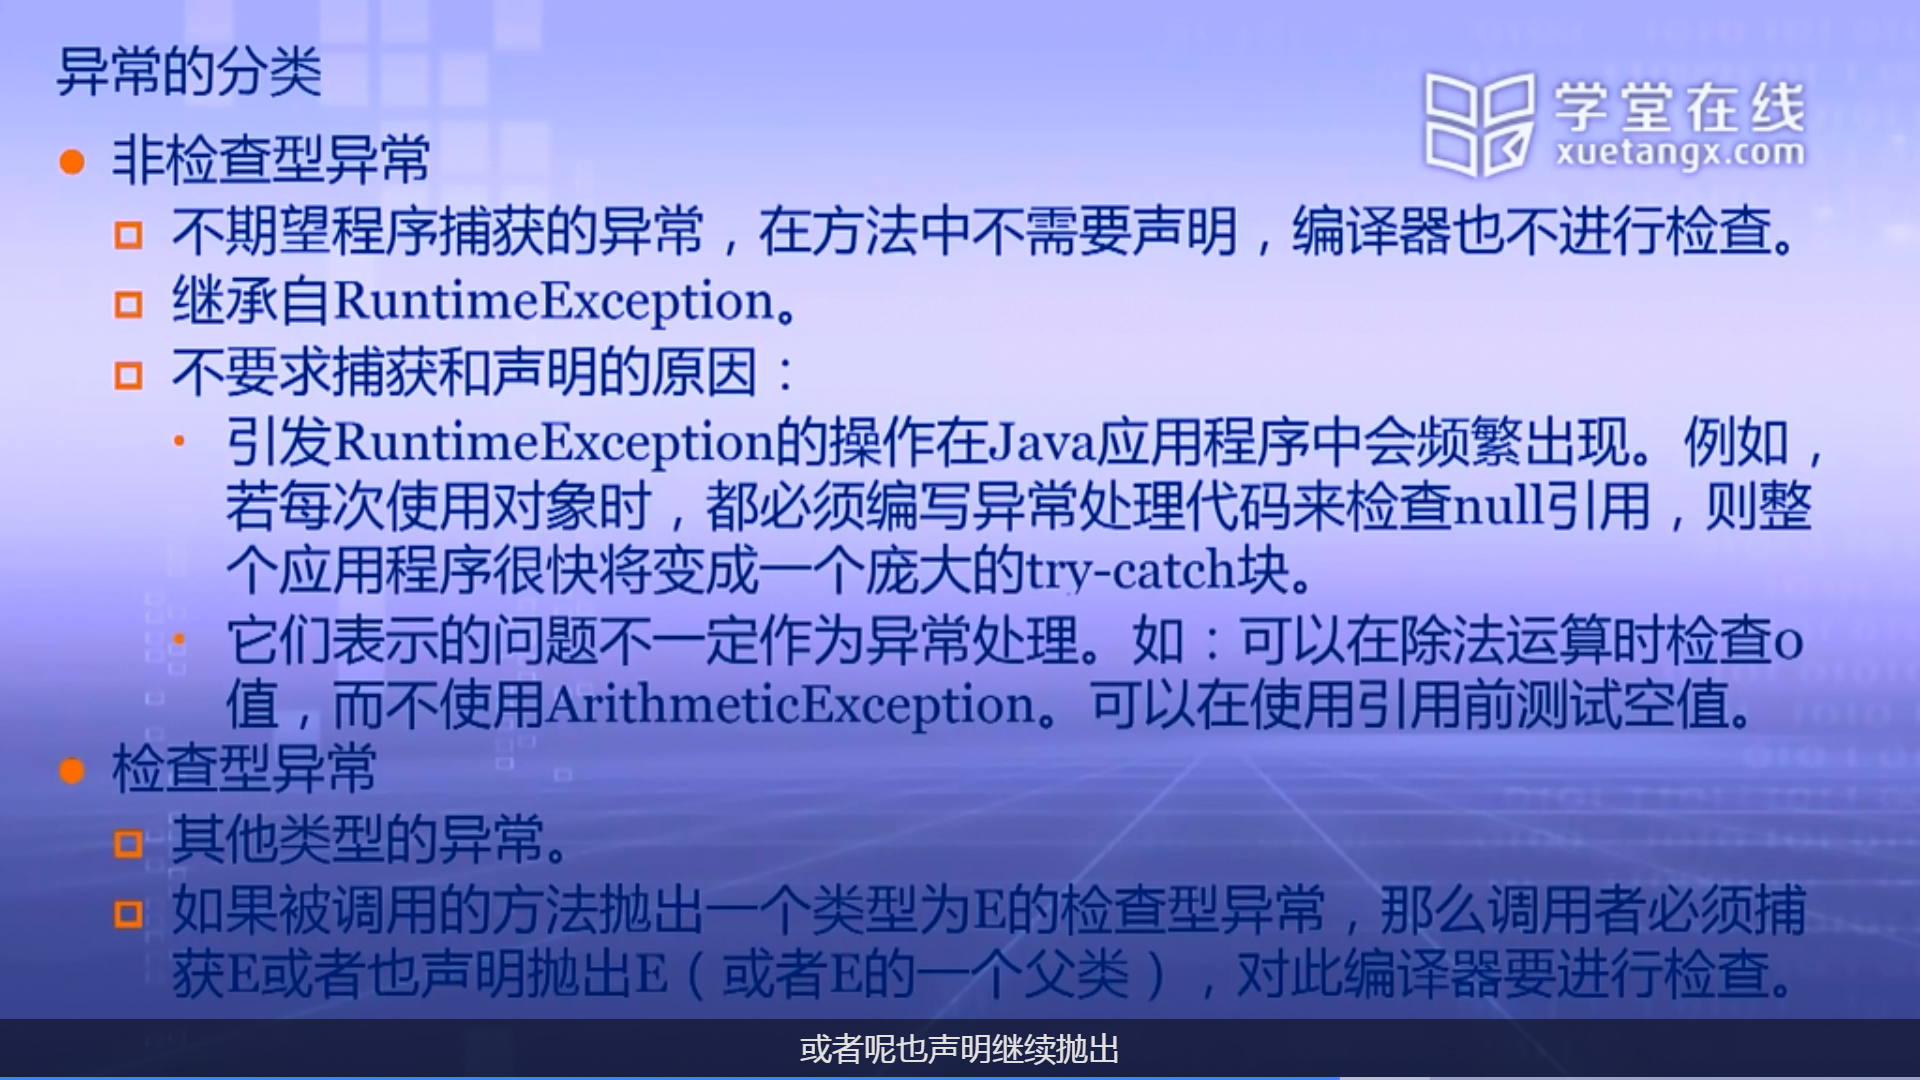 异常的分类
学堂在线
xuetangx.com
非检查型异常
不期望程序捕获的异常，在方法中不需要声明，编译器也不进行检查。
继承自RuntimeException。
不要求捕获和声明的原因：
引发RuntimeException的操作在Java应用程序中会频繁出现。例如，
若每次使用对象时，都必须编写异常处理代码来检查null引用，则整
个应用程序很快将变成一个庞大的try-catch块。
它们表示的问题不一定作为异常处理。如：可以在除法运算时检查0
值，而不使用ArithmeticException。可以在使用引用前测试空值。
检查型异常
其他类型的异常。
如果被调用的方法抛出一个类型为E的检查型异常，那么调用者必须捕
获E或者也声明抛出E（或者E的一个父类），对此编译器要进行检查。
或者呢也声明继续抛出